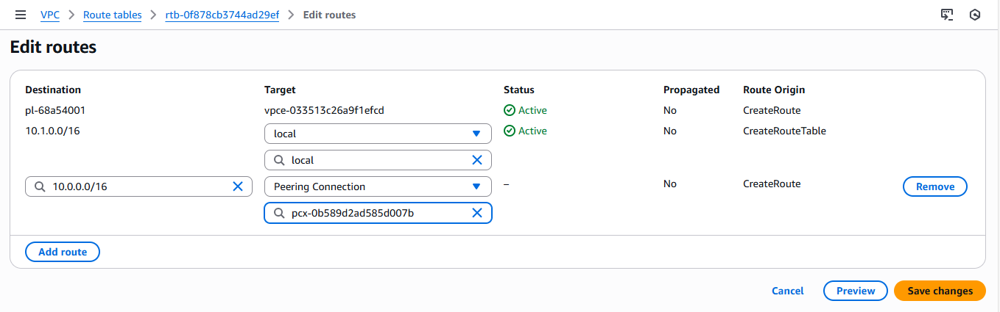 VPC > Route tables > rtb-0f878cb3744ad29ef > Edit routes
Edit routes
Destination Target Status Propagated Route Origin
pl-68a54001 vpce-033513c26a9f1efcd Active No CreateRoute
10.1.0.0/16 local Active No CreateRouteTable
local
10.0.0.0/16 Peering Connection – No CreateRoute Remove
pcx-0b589d2ad585d007b
Add route
Cancel Preview Save changes